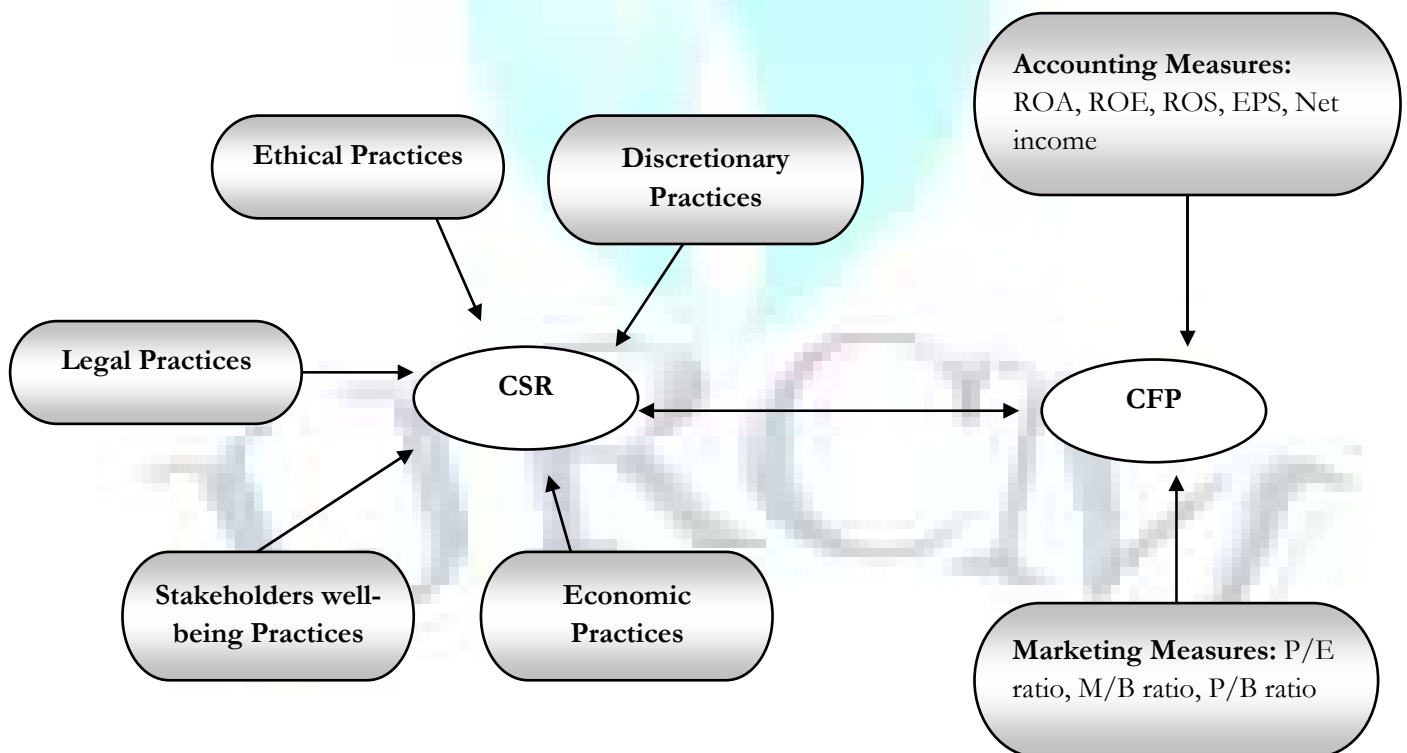 Accounting Measures:
ROA, ROE, ROS, EPS, Net
income
Ethical Practices
Discretionary
Practices
Legal Practices
CSR
CFP
Stakeholders well-
being Practices
Economic
Practices
Marketing Measures: P/E
ratio, M/B ratio, P/B ratio